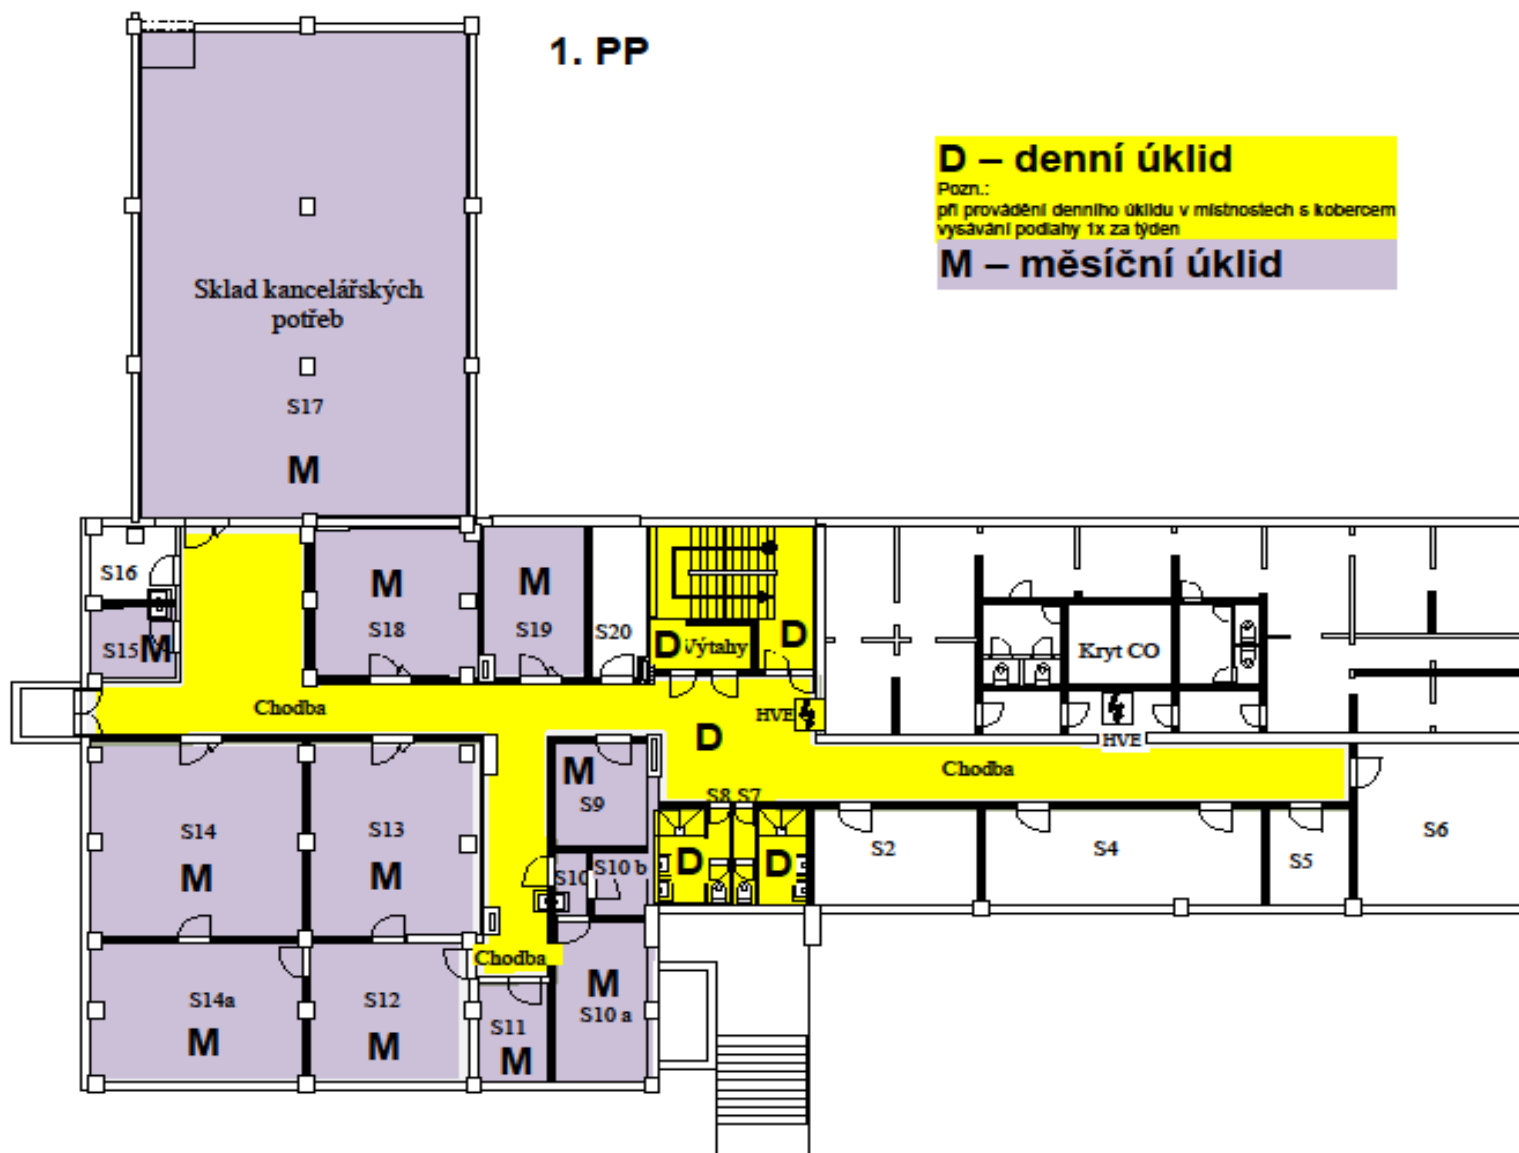 1. PP
D – denní úklid
Pozn.:
při provádění denního úklidu v místnostech s kobercem
vysávání podlahy 1x za týden
M – měsíční úklid
Sklad kancelářských
potřeb
S17
M
S16
S15
M
M
S18
M
S19
S20
D
Výtahy
D
Kryt CO
Chodba
HVE
D
HVE
Chodba
M
S9
S8
S7
S14
M
S13
M
S10
S10 b
D
D
S2
S4
S5
S6
Chodba
S14a
M
S12
M
S11
M
M
S10 a